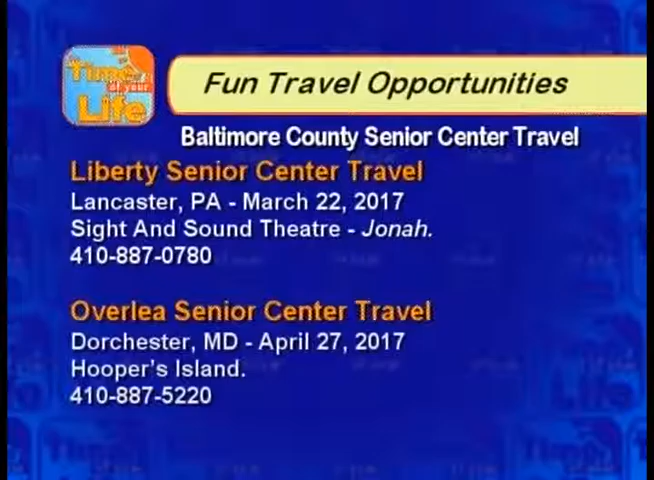 Time
of your
Life
Fun Travel Opportunities
Baltimore County Senior Center Travel
Liberty Senior Center Travel
Lancaster, PA - March 22, 2017
Sight And Sound Theatre - Jonah.
410-887-0780
Overlea Senior Center Travel
Dorchester, MD - April 27, 2017
Hooper's Island.
410-887-5220